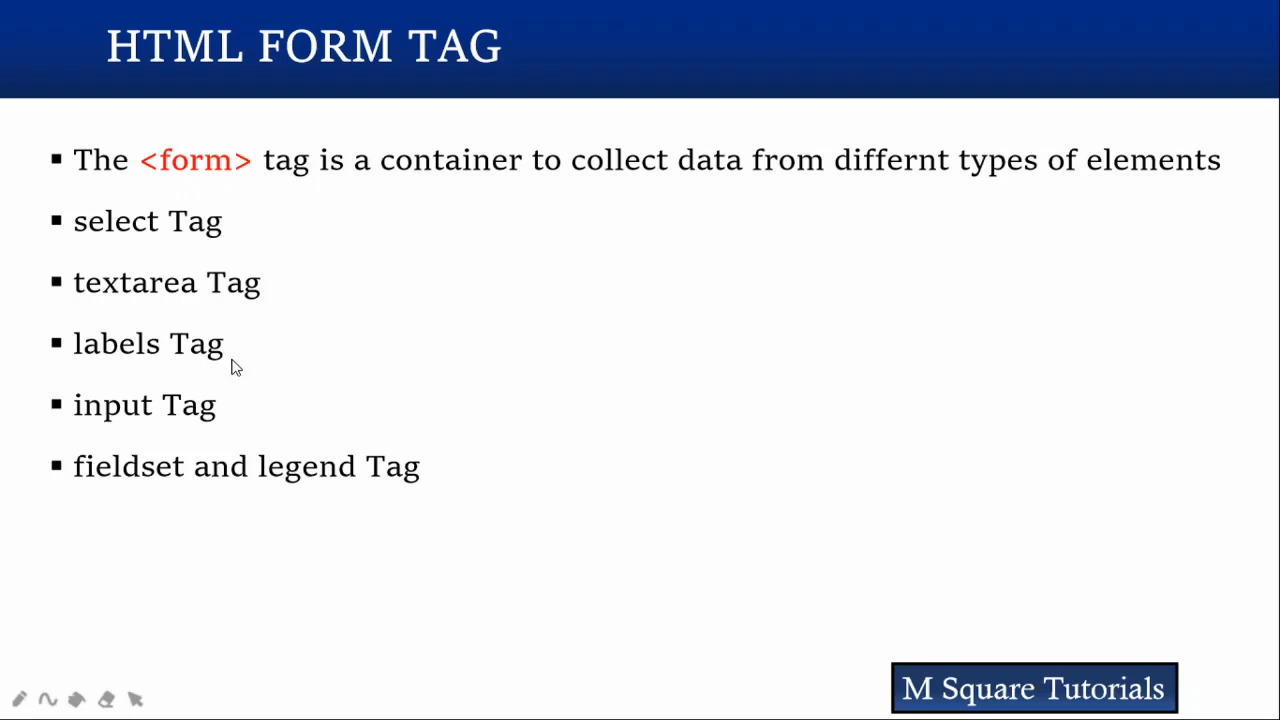 HTML FORM TAG
▪ The <form> tag is a container to collect data from differnt types of elements
▪ select Tag
▪ textarea Tag
▪ labels Tag
▪ input Tag
▪ fieldset and legend Tag
M Square Tutorials